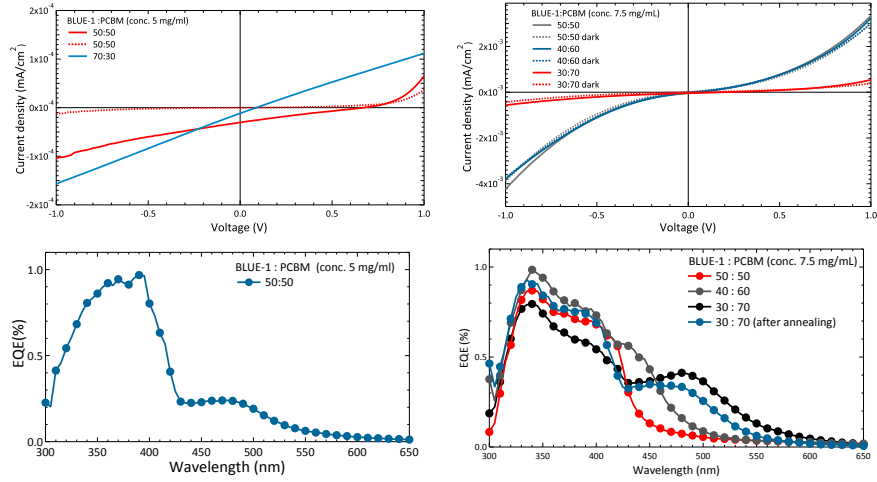 BLUE-1 :PCBM (conc. 5 mg/ml)
50:50
50:50
70:30
2x10⁻⁴
1x10⁻⁴
0x10⁻⁴
-1x10⁻⁴
-2x10⁻⁴
Current density (mA/cm²)
-1.0
-0.5
0.0
0.5
1.0
Voltage (V)
BLUE-1:PCBM (conc. 7.5 mg/mL)
50:50
50:50 dark
40:60
40:60 dark
30:70
30:70 dark
2x10⁻³
0x10⁻³
-2x10⁻³
-4x10⁻³
Current density (mA/cm²)
-1.0
-0.5
0.0
0.5
1.0
Voltage (V)
BLUE-1 : PCBM (conc. 5 mg/ml)
50:50
1.0
0.5
0.0
EQE(%)
300
350
400
450
500
550
600
650
Wavelength (nm)
BLUE-1 : PCBM (conc. 7.5 mg/mL)
50 : 50
40 : 60
30 : 70
30 : 70 (after annealing)
1.0
0.5
0.0
EQE(%)
300
350
400
450
500
550
600
650
Wavelength (nm)